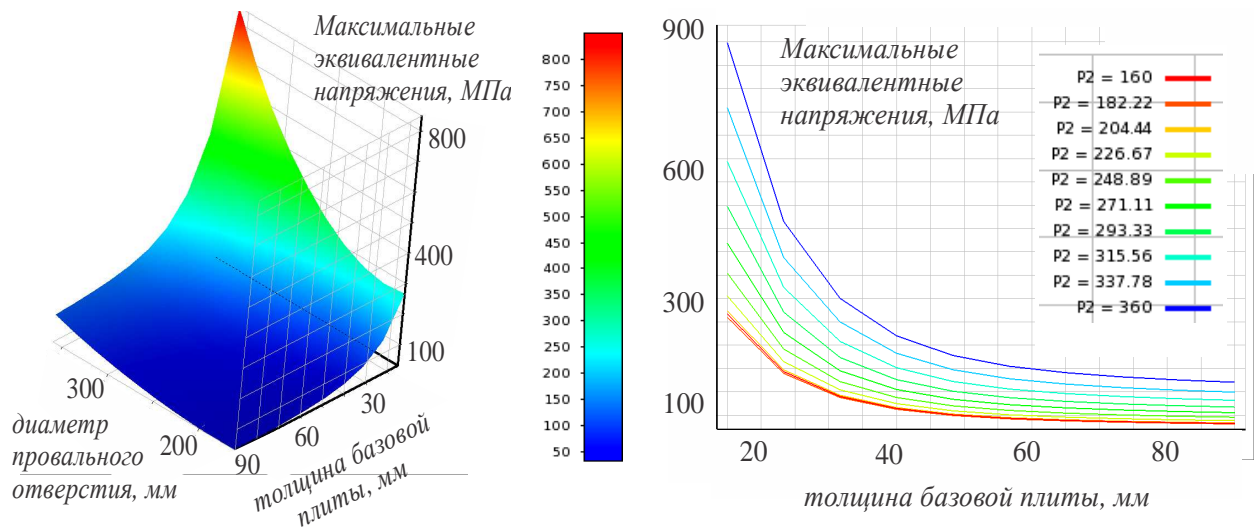 Максимальные
эквивалентные
напряжения, МПа
800
400
100
30
60
90
300
200
диаметр
провального
отверстия, мм
толщина базовой
плиты, мм
800
750
700
650
600
550
500
450
400
350
300
250
200
150
100
50
900
600
300
100
Максимальные
эквивалентные
напряжения, МПа
P2 = 160
P2 = 182.22
P2 = 204.44
P2 = 226.67
P2 = 248.89
P2 = 271.11
P2 = 293.33
P2 = 315.56
P2 = 337.78
P2 = 360
20
40
60
80
толщина базовой плиты, мм